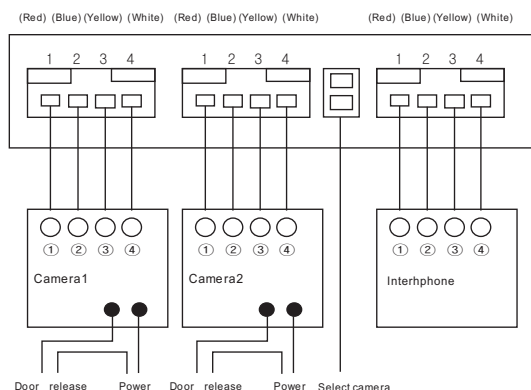 (Red) (Blue) (Yellow) (White) (Red) (Blue) (Yellow) (White) (Red) (Blue) (Yellow) (White)
1 2 3 4 1 2 3 4 1 2 3 4
① ② ③ ④ ① ② ③ ④ ① ② ③ ④
Camera1 Camera2 Interhphone
Door release Power Door release Power Select camera